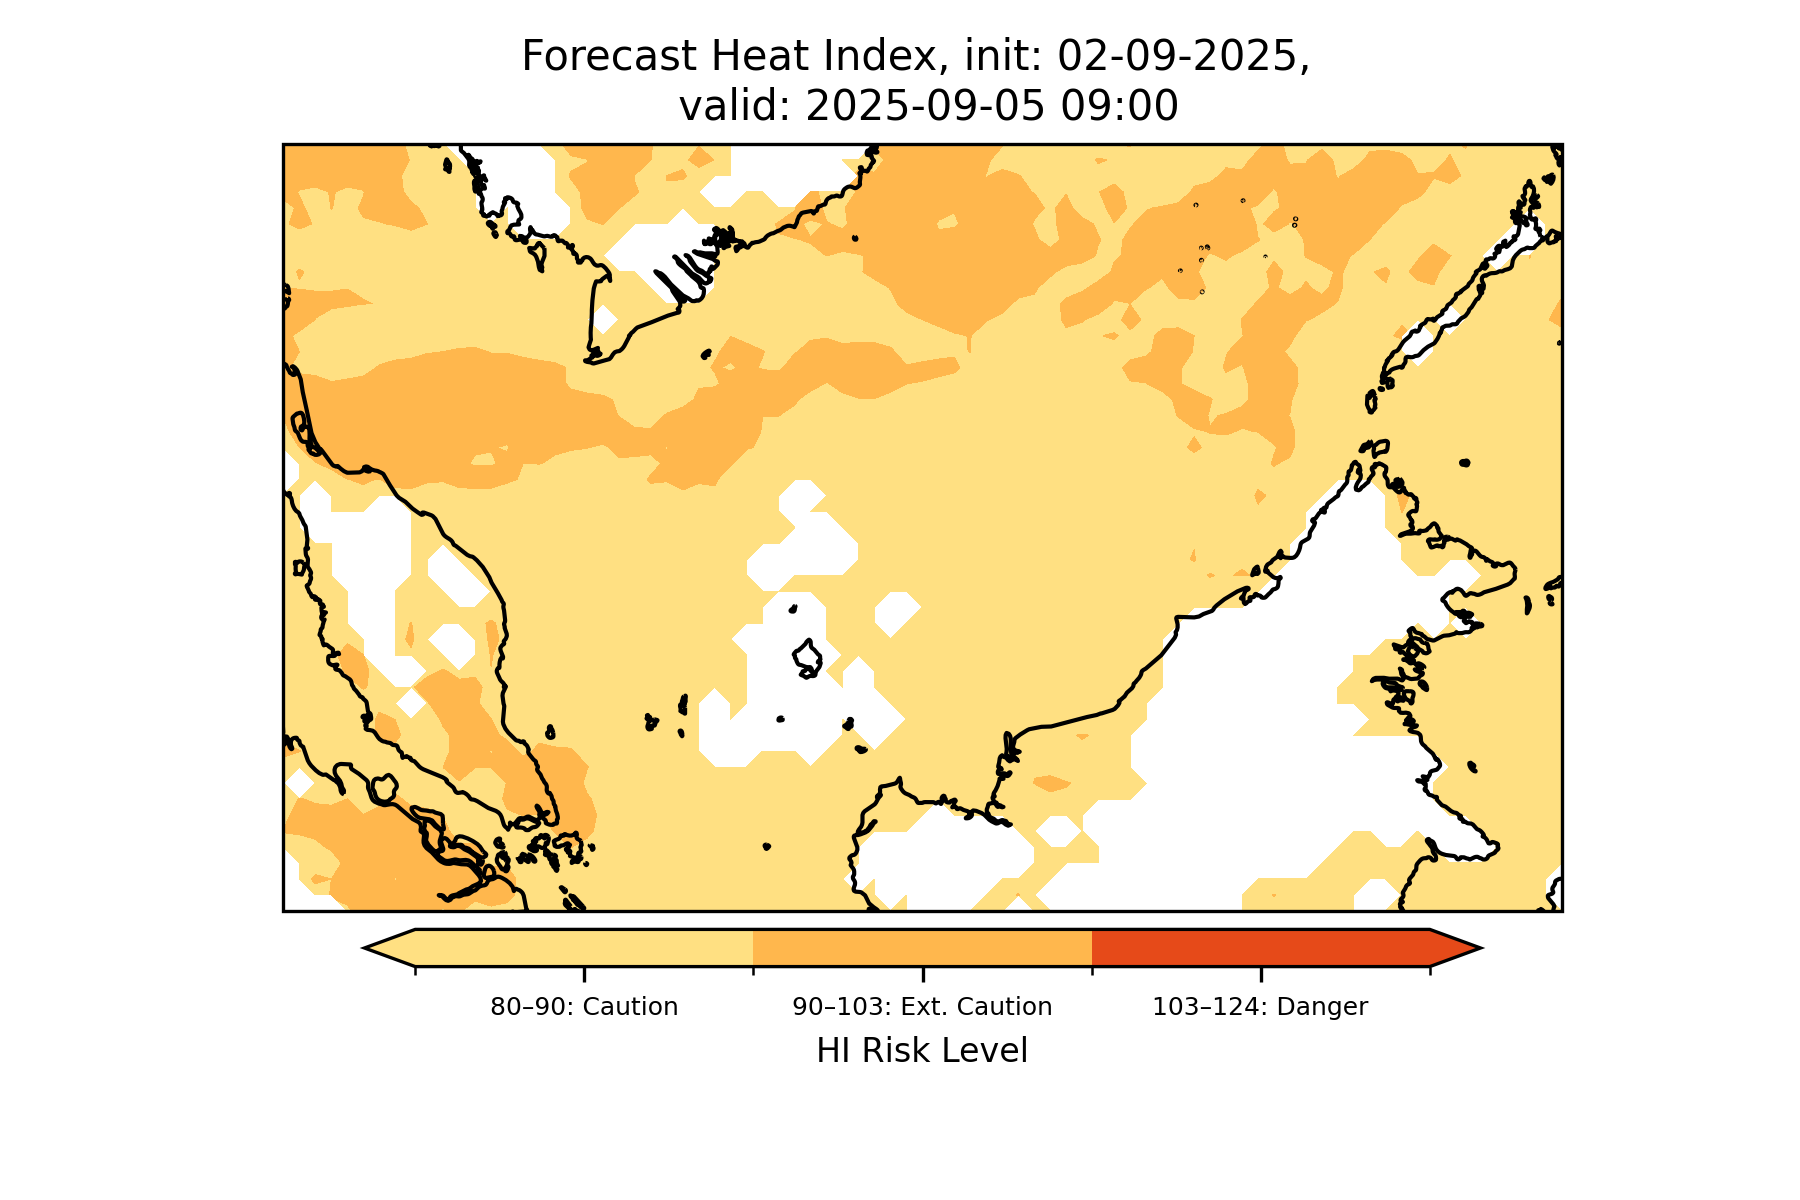 Forecast Heat Index, init: 02-09-2025,
valid: 2025-09-05 09:00
80–90: Caution
90–103: Ext. Caution
103–124: Danger
HI Risk Level